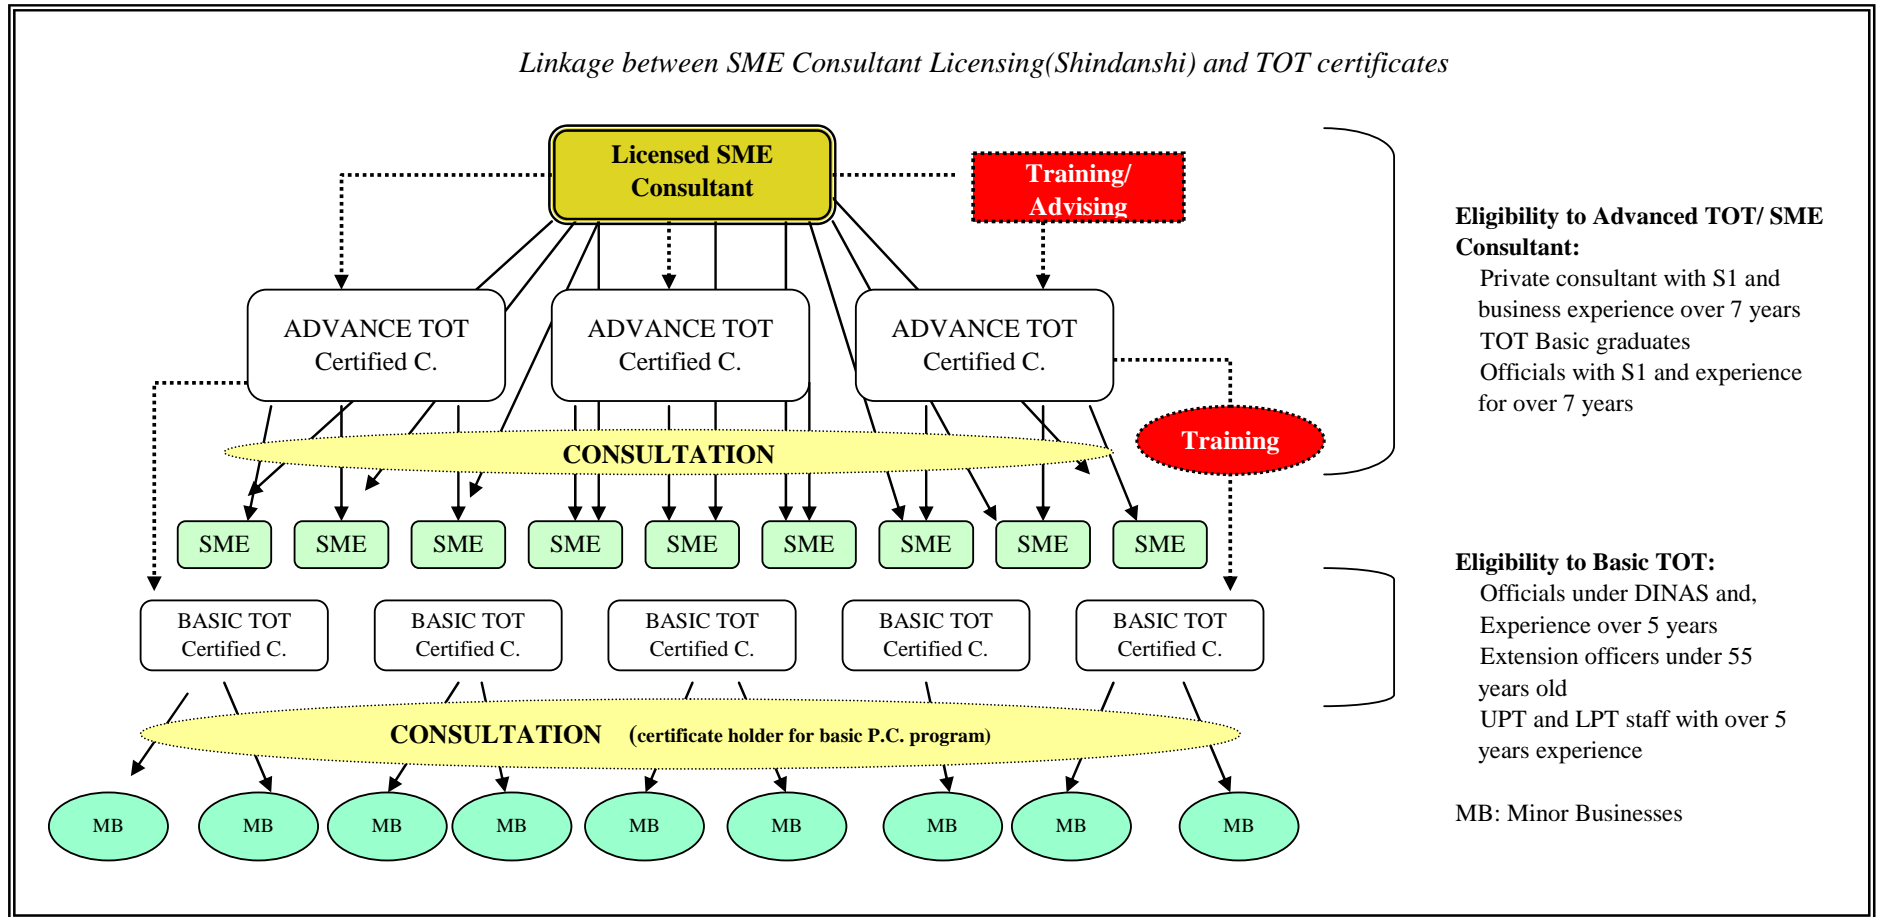 Linkage between SME Consultant Licensing(Shindanshi) and TOT certificates
Licensed SME
Consultant
Training/
Advising
ADVANCE TOT
Certified C.
ADVANCE TOT
Certified C.
ADVANCE TOT
Certified C.
Training
CONSULTATION
SME
SME
SME
SME
SME
SME
SME
SME
SME
BASIC TOT
Certified C.
BASIC TOT
Certified C.
BASIC TOT
Certified C.
BASIC TOT
Certified C.
BASIC TOT
Certified C.
CONSULTATION (certificate holder for basic P.C. program)
MB
MB
MB
MB
MB
MB
MB
MB
MB
Eligibility to Advanced TOT/ SME
Consultant:
Private consultant with S1 and
business experience over 7 years
TOT Basic graduates
Officials with S1 and experience
for over 7 years
Eligibility to Basic TOT:
Officials under DINAS and,
Experience over 5 years
Extension officers under 55
years old
UPT and LPT staff with over 5
years experience
MB: Minor Businesses